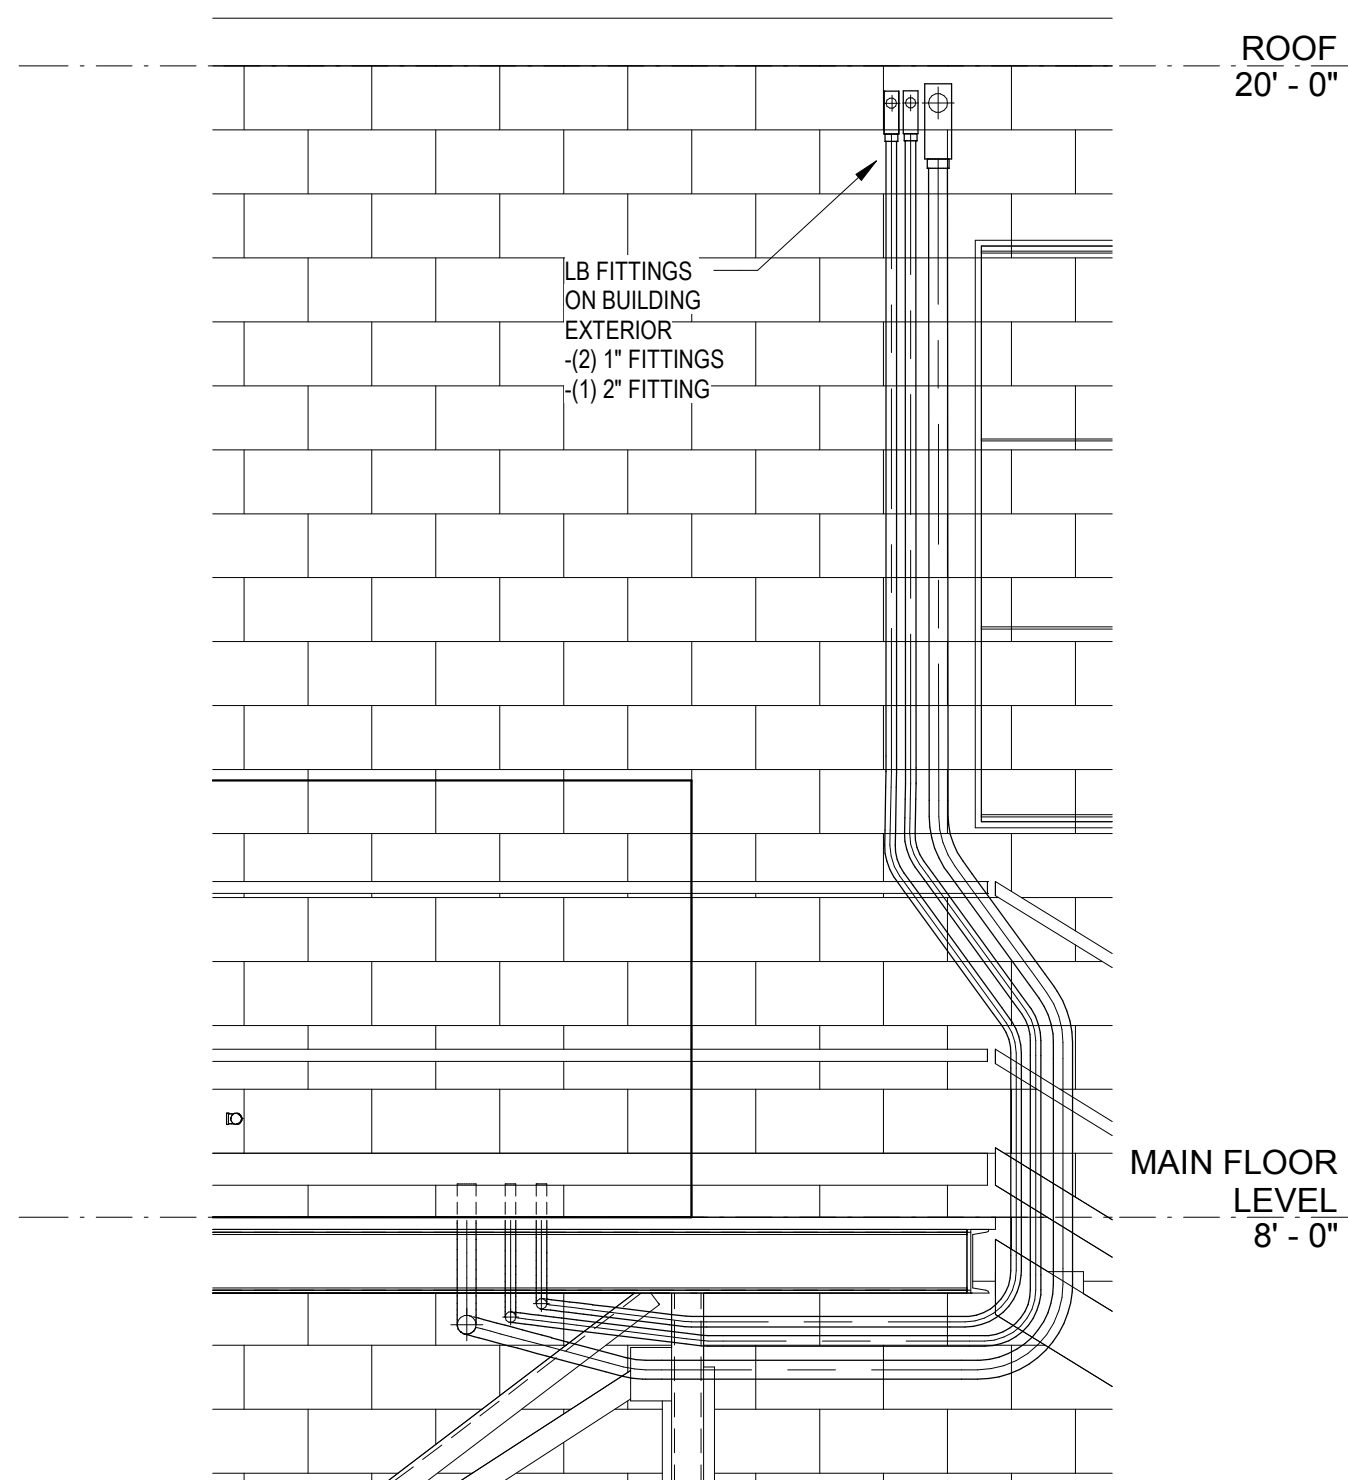 ROOF
20' - 0"
LB FITTINGS
ON BUILDING
EXTERIOR
-(2) 1" FITTINGS
-(1) 2" FITTING
MAIN FLOOR
LEVEL
8' - 0"